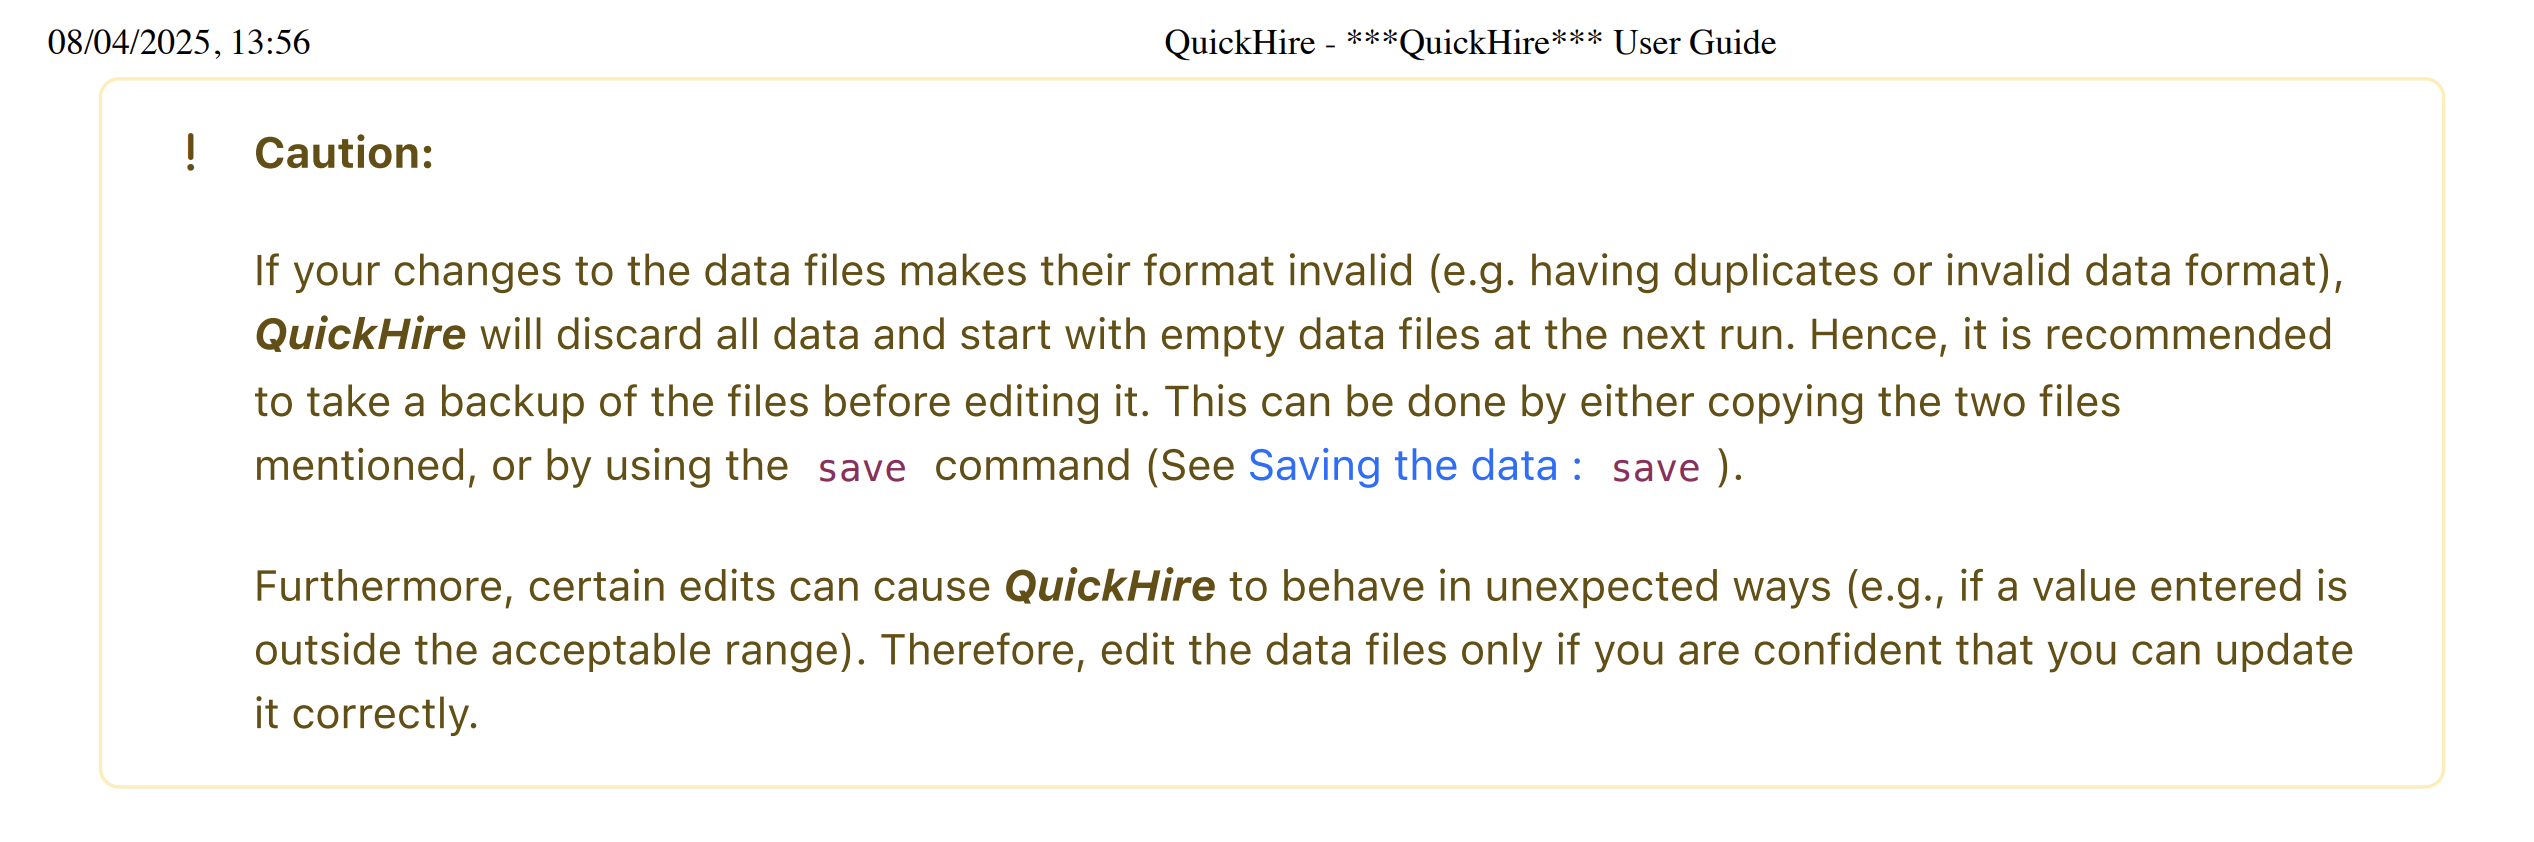 08/04/2025, 13:56
QuickHire - ***QuickHire*** User Guide
! Caution:
If your changes to the data files makes their format invalid (e.g. having duplicates or invalid data format),
QuickHire will discard all data and start with empty data files at the next run. Hence, it is recommended
to take a backup of the files before editing it. This can be done by either copying the two files
mentioned, or by using the save command (See Saving the data : save ).
Furthermore, certain edits can cause QuickHire to behave in unexpected ways (e.g., if a value entered is
outside the acceptable range). Therefore, edit the data files only if you are confident that you can update
it correctly.